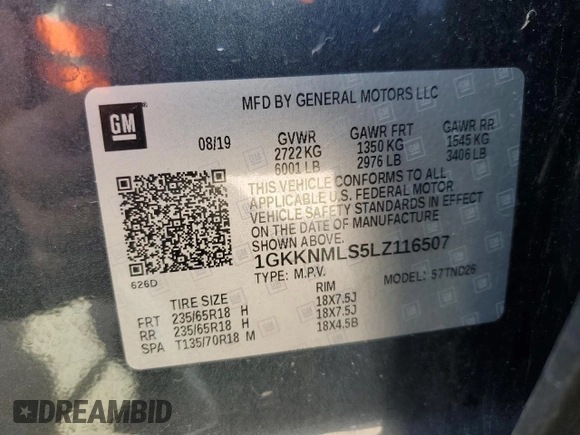 MFD BY GENERAL MOTORS LLC
GM
08/19
GVWR GAWR FRT GAWR RR
2722 KG 1350 KG 1545 KG
6001 LB 2976 LB 3406 LB
THIS VEHICLE CONFORMS TO ALL
APPLICABLE U.S. FEDERAL MOTOR
VEHICLE SAFETY STANDARDS IN EFFECT
ON THE DATE OF MANUFACTURE
SHOWN ABOVE.
1GKKNMLS5LZ116507
626D
TYPE: M.P.V. MODEL: 57TND26
TIRE SIZE RIM
FRT 235/65R18 H 18X7.5J
RR 235/65R18 H 18X7.5J
SPA T135/70R18 M 18X4.5B
DREAMBID